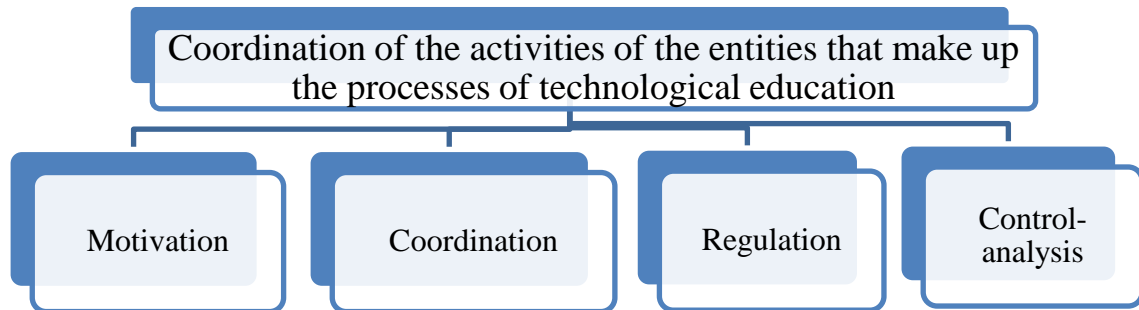 Coordination of the activities of the entities that make up
the processes of technological education
Motivation
Coordination
Regulation
Control-
analysis